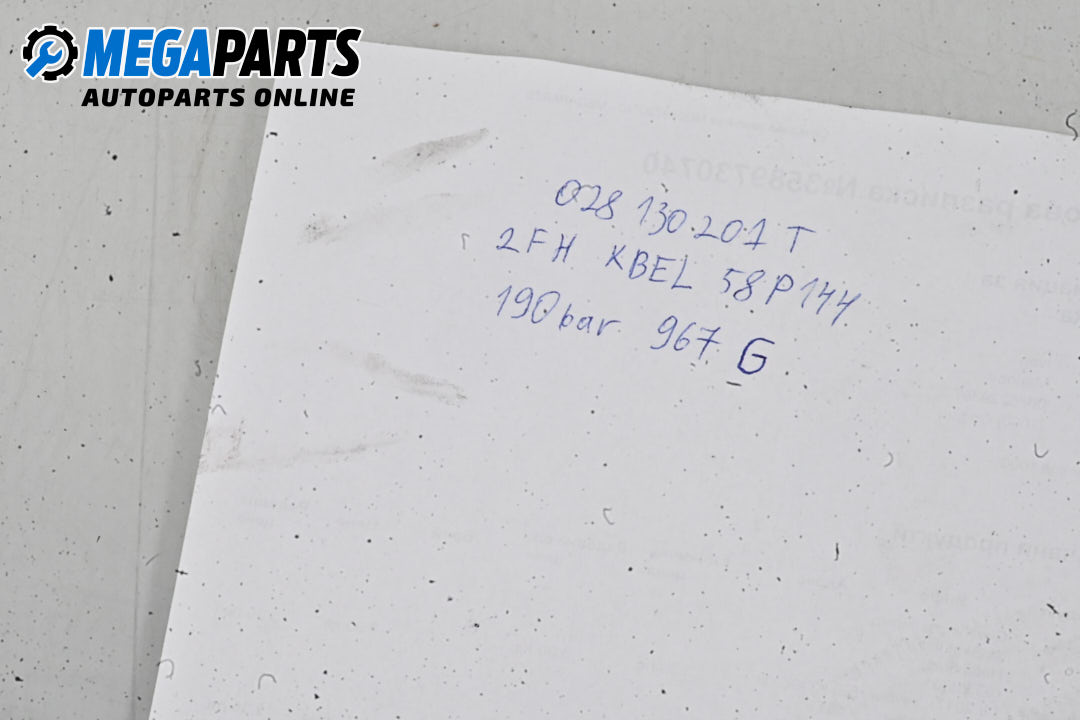 MEGAPARTS
AUTOPARTS ONLINE
028 130.201 T
2FH KBEL 58P144
190bar 967 G